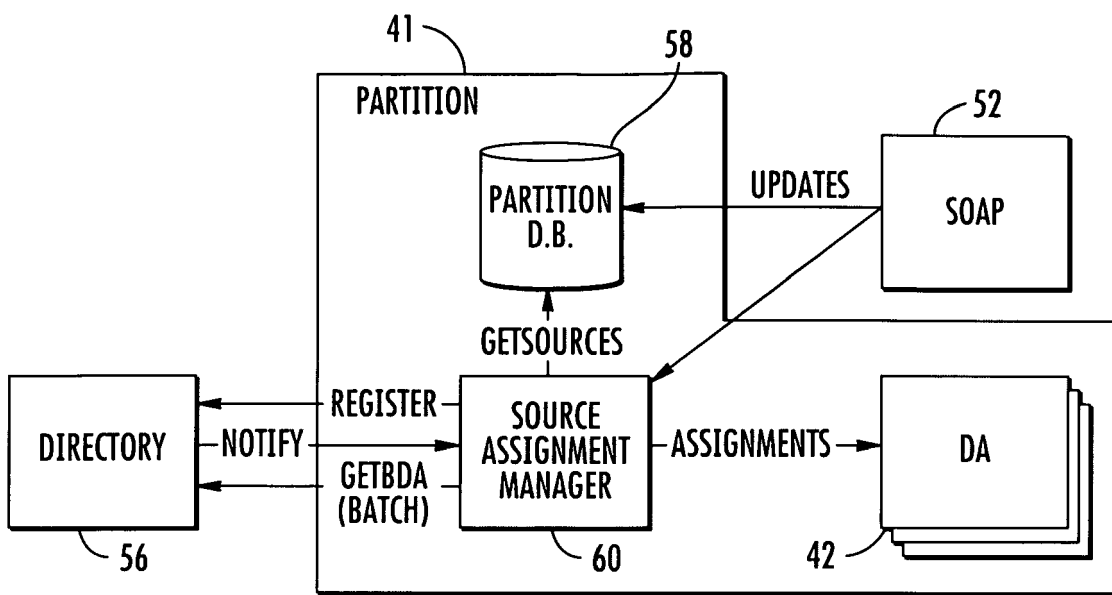 41
58
PARTITION
52
PARTITION
D.B.
UPDATES
SOAP
GETSOURCES
DIRECTORY
REGISTER
NOTIFY
GETBDA
(BATCH)
SOURCE
ASSIGNMENT
MANAGER
ASSIGNMENTS
DA
56
60
42